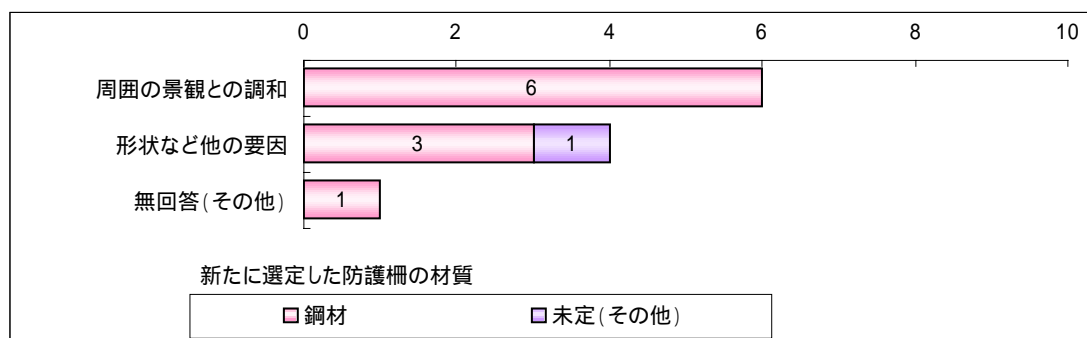 0 2 4 6 8 10
周囲の景観との調和 6
形状など他の要因 3 1
無回答(その他) 1
新たに選定した防護柵の材質
鋼材 未定(その他)